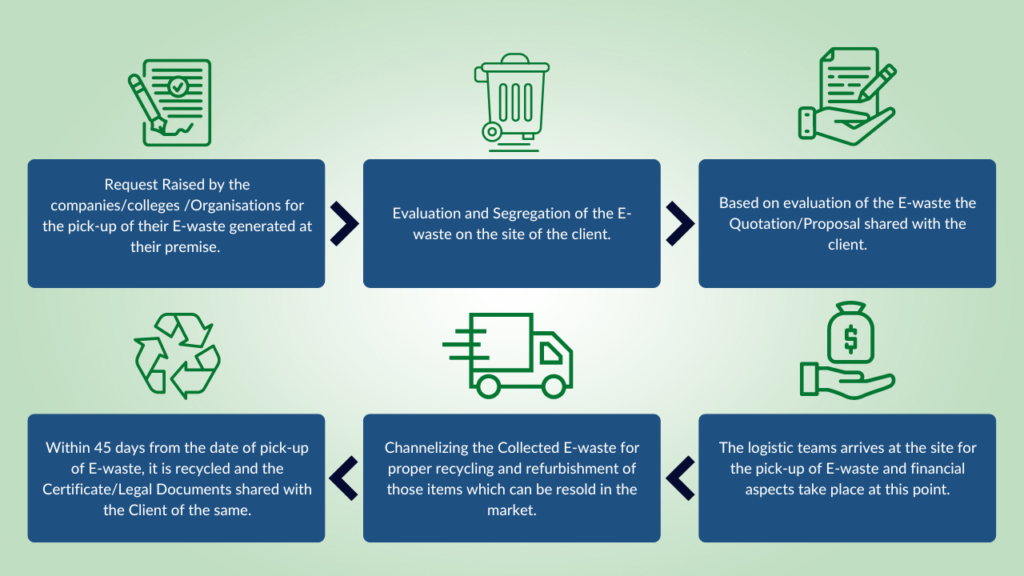 Request Raised by the
companies/colleges /Organisations for
the pick-up of their E-waste generated at
their premise.
Evaluation and Segregation of the E-
waste on the site of the client.
Based on evaluation of the E-waste the
Quotation/Proposal shared with the
client.
$
The logistic teams arrives at the site for
the pick-up of E-waste and financial
aspects take place at this point.
Channelizing the Collected E-waste for
proper recycling and refurbishment of
those items which can be resold in the
market.
Within 45 days from the date of pick-up
of E-waste, it is recycled and the
Certificate/Legal Documents shared with
the Client of the same.